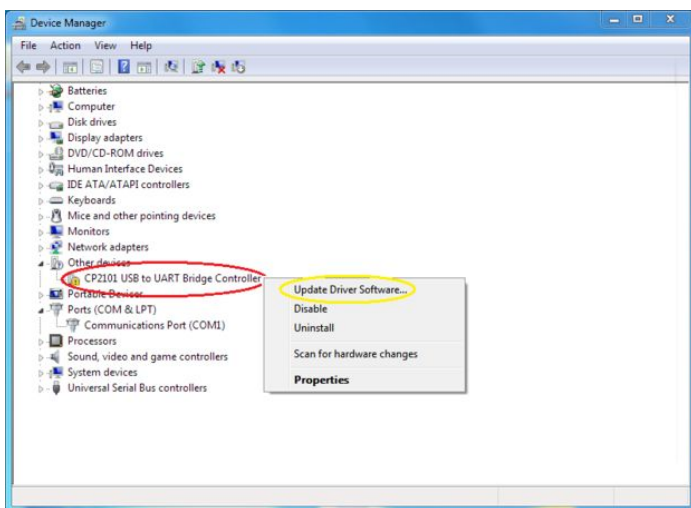 Device Manager
File Action View Help
Batteries
Computer
Disk drives
Display adapters
DVD/CD-ROM drives
Human Interface Devices
IDE ATA/ATAPI controllers
Keyboards
Mice and other pointing devices
Monitors
Network adapters
Other devices
CP2101 USB to UART Bridge Controller
Portable Devices
Ports (COM & LPT)
Communications Port (COM1)
Processors
Sound, video and game controllers
System devices
Universal Serial Bus controllers
Update Driver Software...
Disable
Uninstall
Scan for hardware changes
Properties